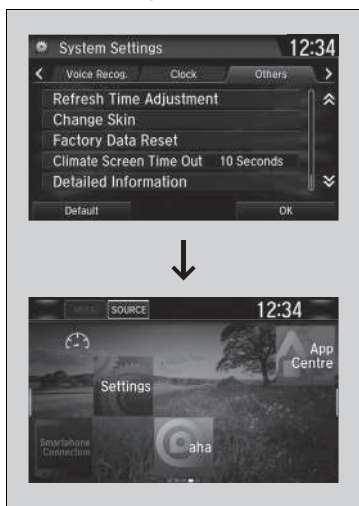 System Settings 12:34
Voice Recog. Clock Others
Refresh Time Adjustment
Change Skin
Factory Data Reset
Climate Screen Time Out 10 Seconds
Detailed Information
Default OK
MENU SOURCE 12:34
App
Centre
Settings
Smartphone
Connection
aha